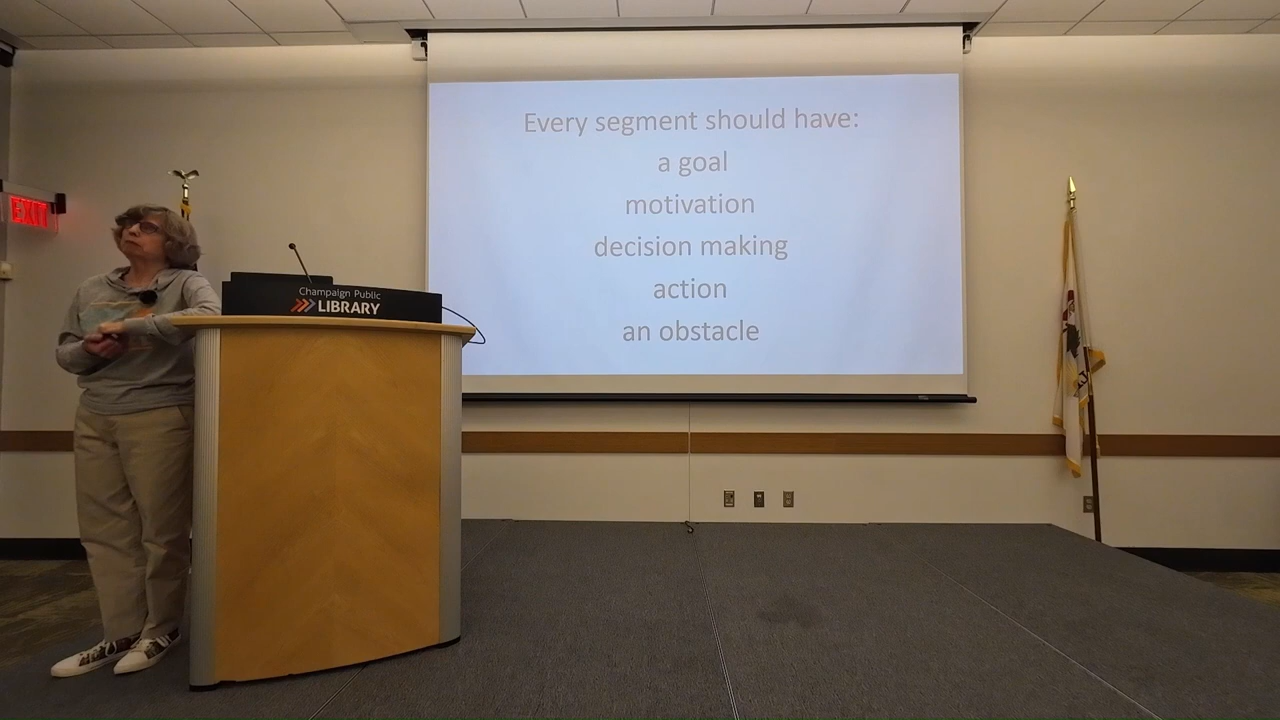 Every segment should have:
a goal
motivation
decision making
action
an obstacle
EXIT
Champaign Public
LIBRARY